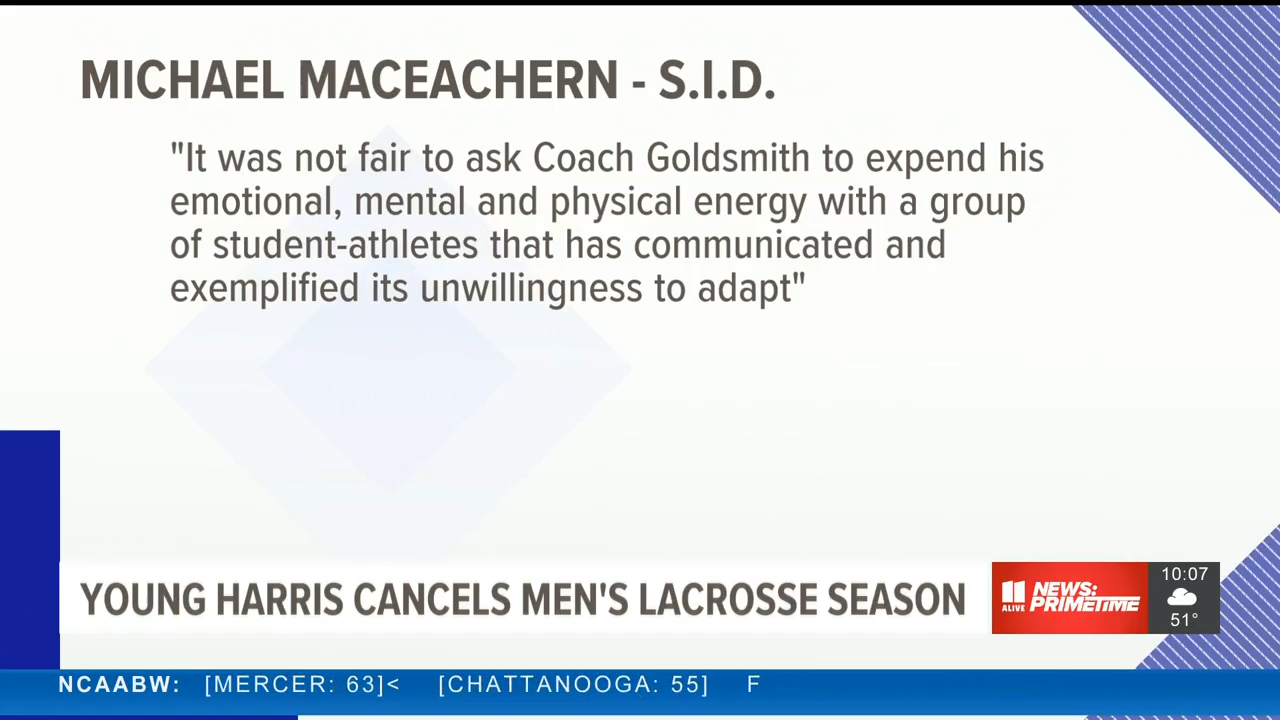 MICHAEL MACEACHERN - S.I.D.
"It was not fair to ask Coach Goldsmith to expend his
emotional, mental and physical energy with a group
of student-athletes that has communicated and
exemplified its unwillingness to adapt"
YOUNG HARRIS CANCELS MEN'S LACROSSE SEASON
11 ALIVE NEWS: PRIMETIME
10:07
51°
NCAABW: [MERCER: 63]< [CHATTANOOGA: 55] F